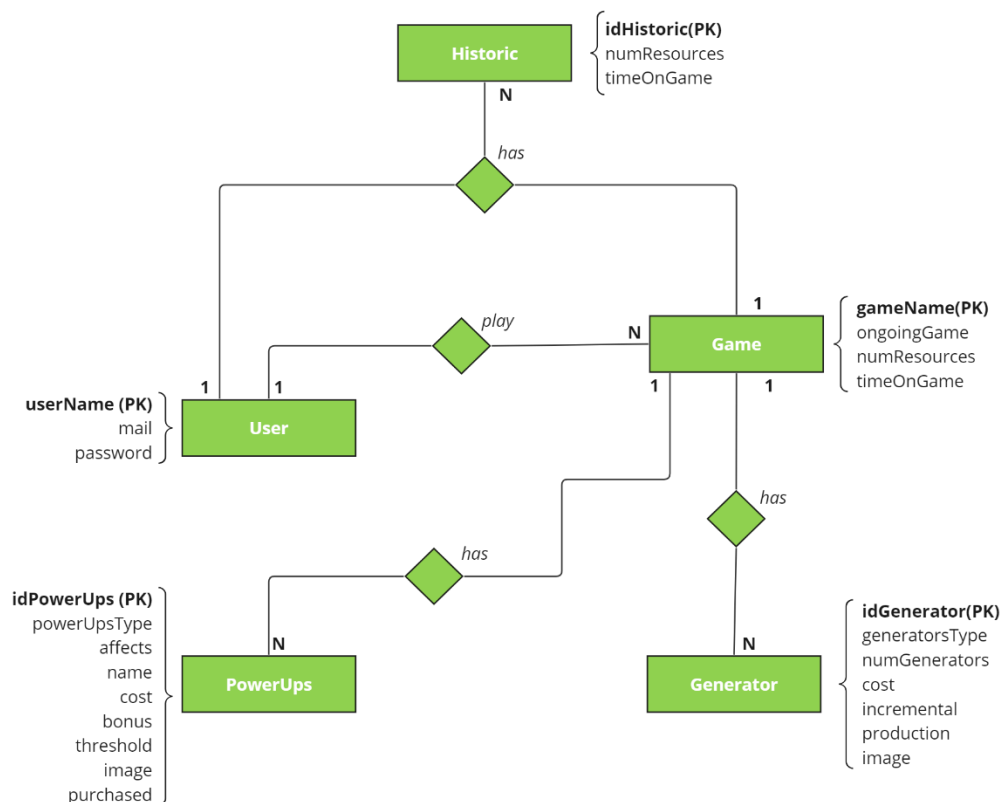 Historic
idHistoric(PK)
numResources
timeOnGame
N
has
1
gameName(PK)
ongoingGame
numResources
timeOnGame
play
N
Game
1
1
1
1
userName (PK)
mail
password
User
has
has
idPowerUps (PK)
powerUpsType
affects
name
cost
bonus
threshold
image
purchased
N
PowerUps
N
Generator
idGenerator(PK)
generatorsType
numGenerators
cost
incremental
production
image